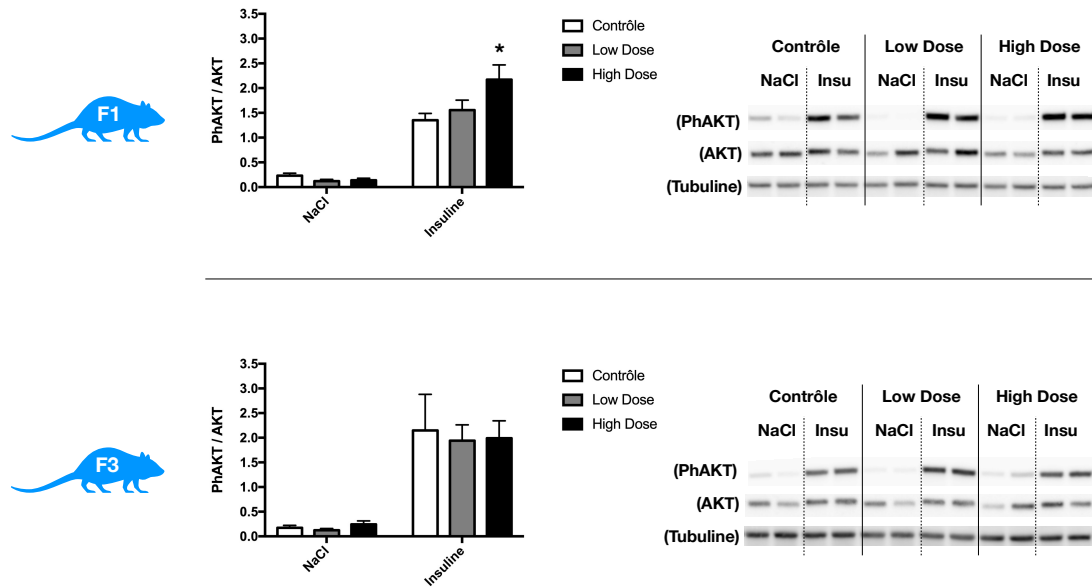 F1
PhAKT / AKT
3.5
3.0
2.5
2.0
1.5
1.0
0.5
0.0
*
NaCl
Insuline
Contrôle
Low Dose
High Dose
Contrôle Low Dose High Dose
NaCl Insu NaCl Insu NaCl Insu
(PhAKT)
(AKT)
(Tubuline)
F3
PhAKT / AKT
3.5
3.0
2.5
2.0
1.5
1.0
0.5
0.0
NaCl
Insuline
Contrôle
Low Dose
High Dose
Contrôle Low Dose High Dose
NaCl Insu NaCl Insu NaCl Insu
(PhAKT)
(AKT)
(Tubuline)